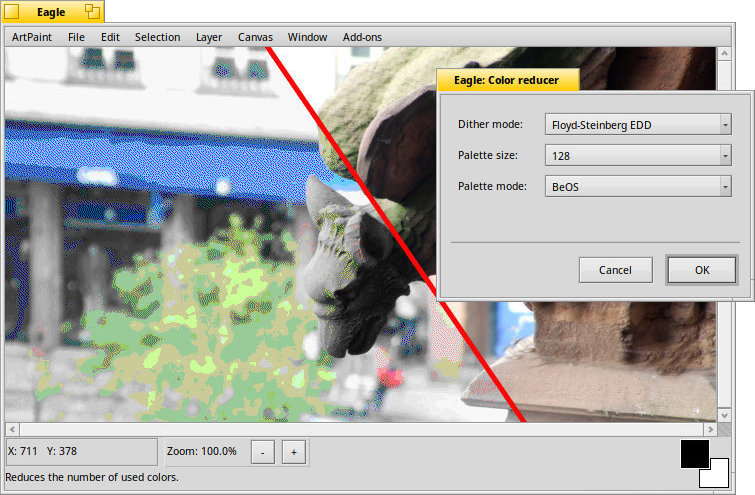 Eagle
ArtPaint File Edit Selection Layer Canvas Window Add-ons
Eagle: Color reducer
Dither mode: Floyd-Steinberg EDD
Palette size: 128
Palette mode: BeOS
Cancel OK
X: 711 Y: 378 Zoom: 100.0% - +
Reduces the number of used colors.